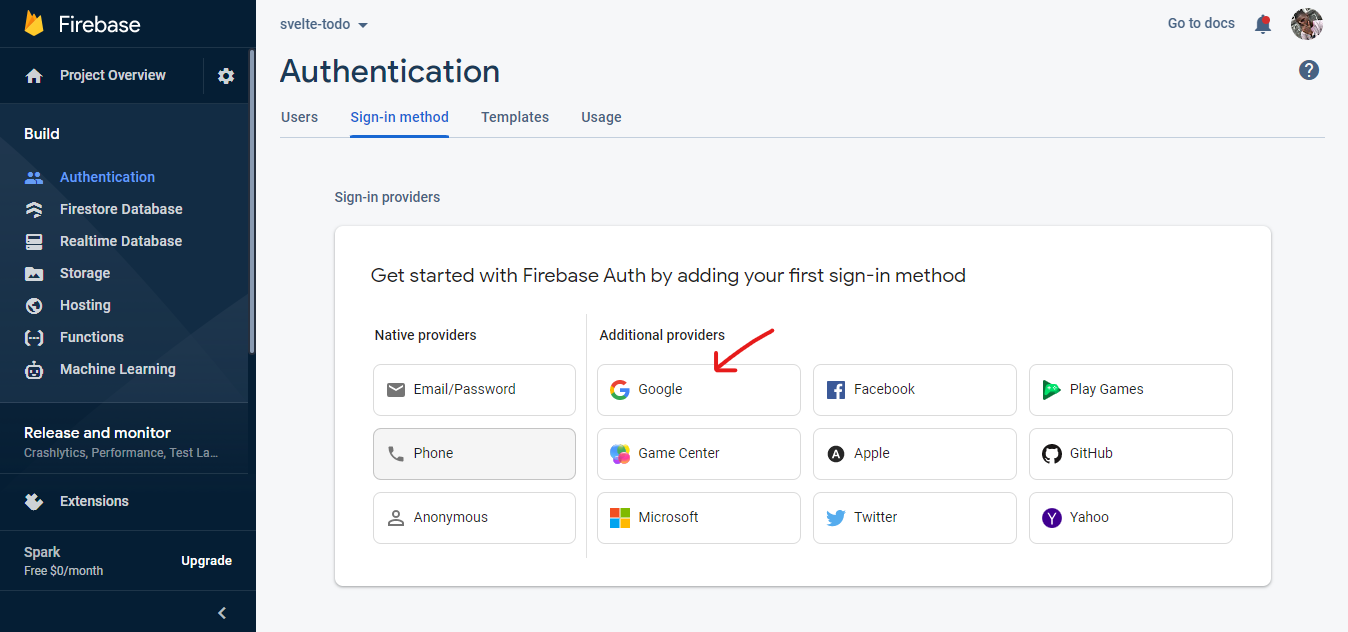 Firebase
svelte-todo
Go to docs
Project Overview
Authentication
Users
Sign-in method
Templates
Usage
Build
Authentication
Firestore Database
Realtime Database
Storage
Hosting
Functions
Machine Learning
Release and monitor
Crashlytics, Performance, Test La...
Extensions
Spark
Free $0/month
Upgrade
Sign-in providers
Get started with Firebase Auth by adding your first sign-in method
Native providers
Additional providers
Email/Password
Google
Facebook
Play Games
Phone
Game Center
Apple
GitHub
Anonymous
Microsoft
Twitter
Yahoo